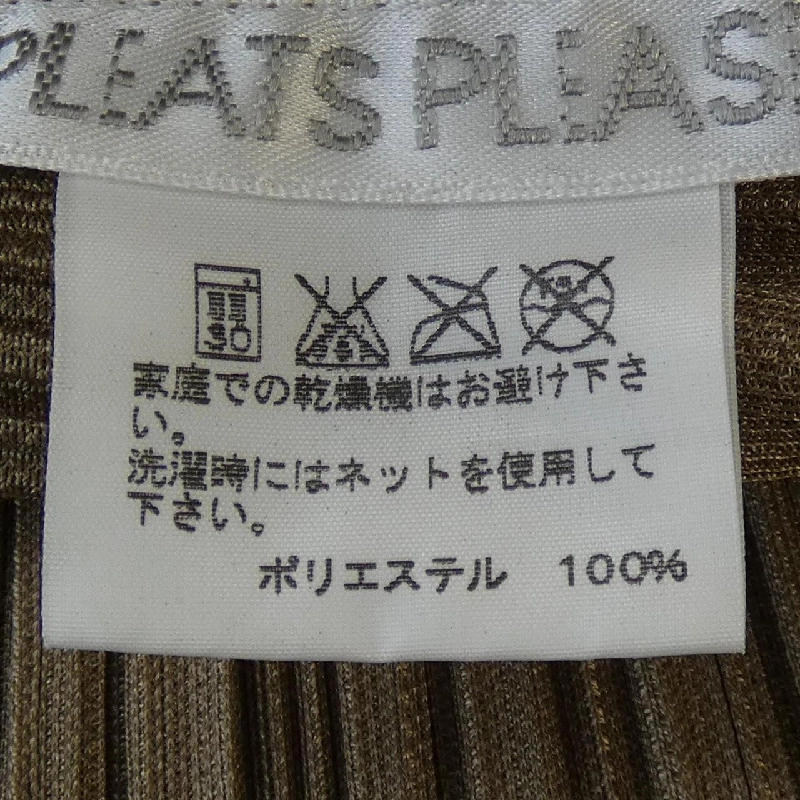 PLEATS PLEAS
弱
30
家庭での乾燥機はお避け下さ
い。
洗濯時にはネットを使用して
下さい。
ポリエステル 100%